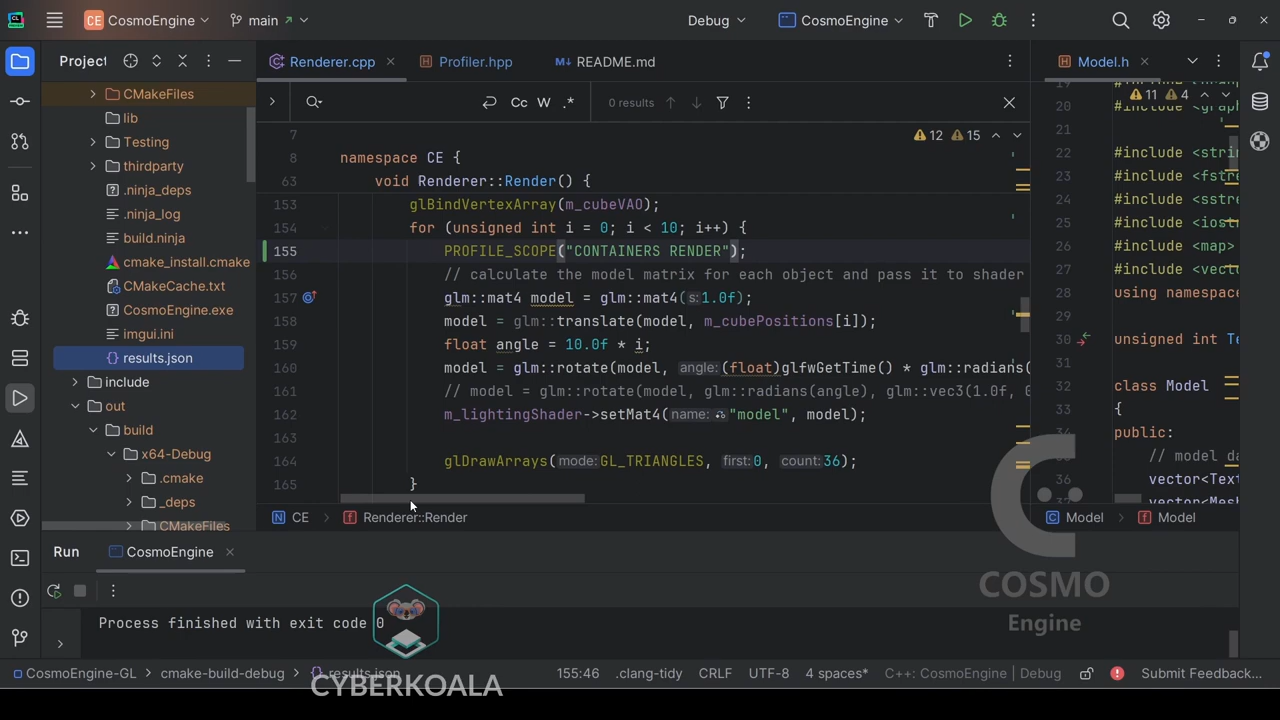 CE CosmoEngine main Debug CosmoEngine
Project Renderer.cpp Profiler.hpp README.md Model.h
Cc W .* 0 results
12 15 11 4
CMakeFiles
lib
Testing
thirdparty
.ninja_deps
.ninja_log
build.ninja
cmake_install.cmake
CMakeCache.txt
CosmoEngine.exe
imgui.ini
results.json
include
out
build
x64-Debug
.cmake
_deps
CMakeFiles
7
8 namespace CE {
63 void Renderer::Render() {
153 glBindVertexArray(m_cubeVAO);
154 for (unsigned int i = 0; i < 10; i++) {
155 PROFILE_SCOPE("CONTAINERS RENDER");
156 // calculate the model matrix for each object and pass it to shader
157 glm::mat4 model = glm::mat4(s:1.0f);
158 model = glm::translate(model, m_cubePositions[i]);
159 float angle = 10.0f * i;
160 model = glm::rotate(model, angle:(float)glfwGetTime() * glm::radians(
161 // model = glm::rotate(model, glm::radians(angle), glm::vec3(1.0f, 0
162 m_lightingShader->setMat4(name:"model", model);
163
164 glDrawArrays(mode:GL_TRIANGLES, first:0, count:36);
165 }
CE Renderer::Render
20 #include <grap
21
22 #include <stri
23 #include <fstre
24 #include <sstre
25 #include <iost
26 #include <map>
27 #include <vect
28 using namespace
29
30 unsigned int Te
31
32 class Model
33 {
34 public:
35 // model da
36 vector<Text
vector<Mesh
Model Model
Run CosmoEngine
Process finished with exit code 0
COSMO
Engine
CYBERKOALA
CosmoEngine-GL cmake-build-debug results.json 155:46 .clang-tidy CRLF UTF-8 4 spaces* C++: CosmoEngine | Debug Submit Feedback...